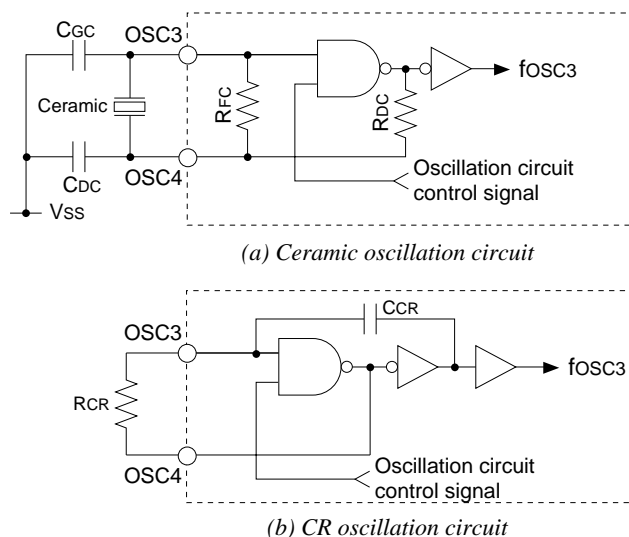 CGC
OSC3
fOSC3
Ceramic
RFC
RDC
CDC
OSC4
Oscillation circuit
control signal
VSS
(a) Ceramic oscillation circuit
CCR
OSC3
fOSC3
RCR
OSC4
Oscillation circuit
control signal
(b) CR oscillation circuit